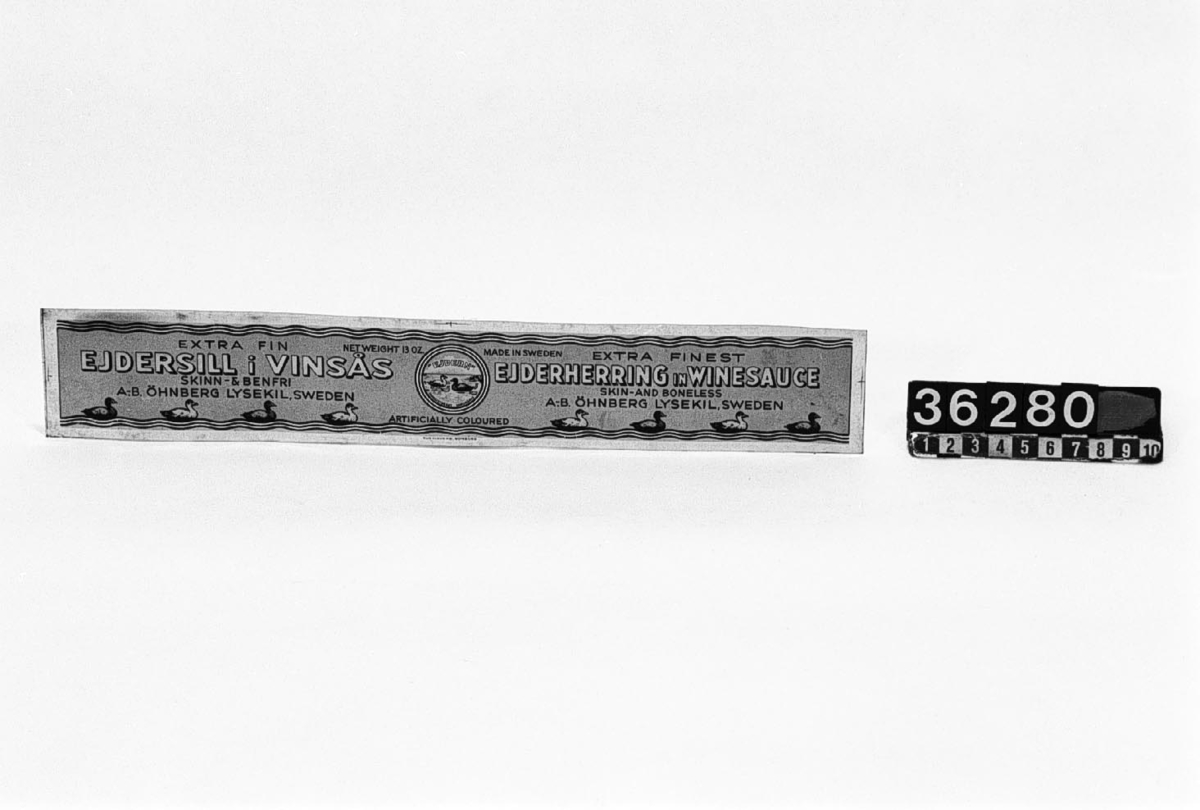 EXTRA FIN
EJDERSILL i VINSÅS
SKINN- & BENFRI
A.-B. ÖHNBERG LYSEKIL, SWEDEN
NET WEIGHT 13 OZ.
ARTIFICIALLY COLOURED
MADE IN SWEDEN
EXTRA FINEST
EJDERHERRING IN WINESAUCE
SKIN- AND BONELESS
A.-B. ÖHNBERG LYSEKIL, SWEDEN
36280
1 2 3 4 5 6 7 8 9 10